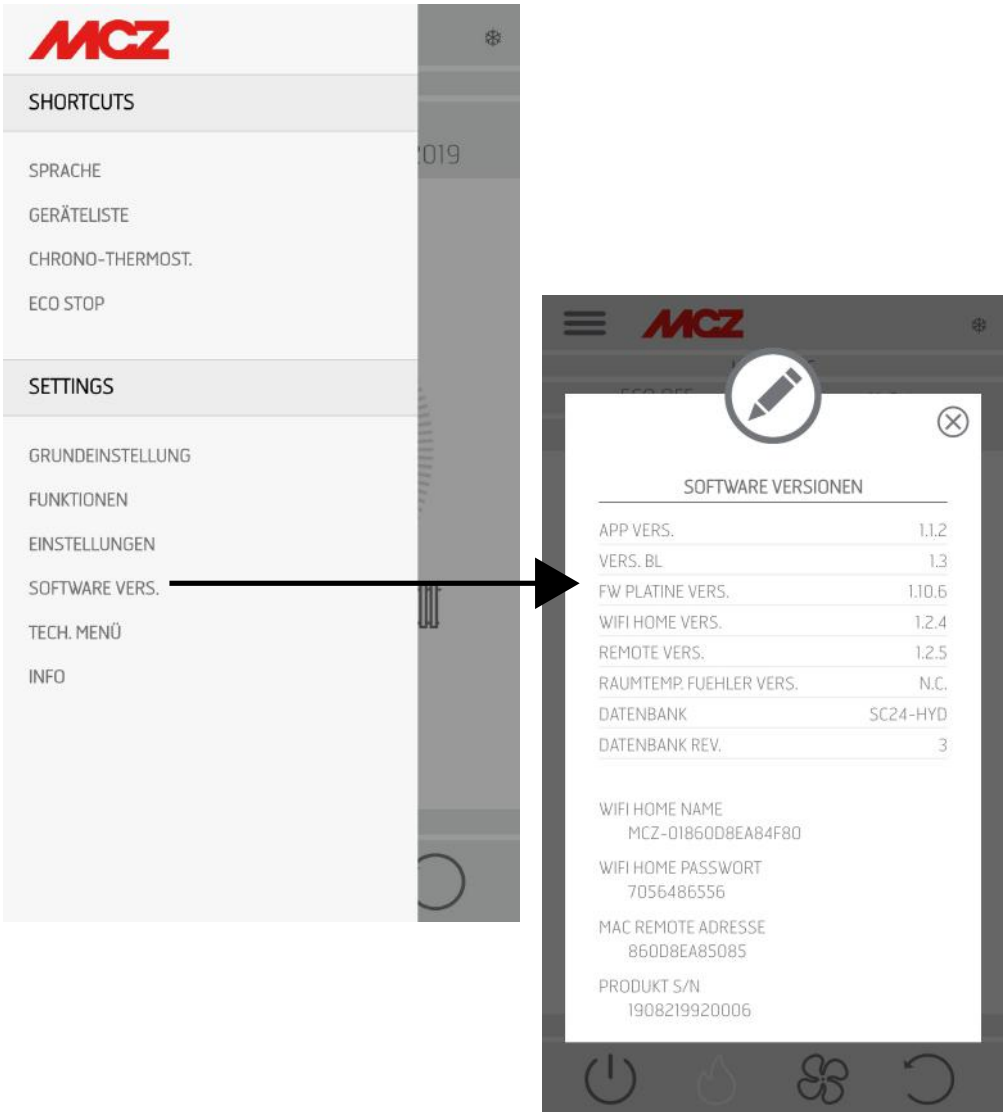 MCZ
SHORTCUTS
2019
SPRACHE
GERÄTELISTE
CHRONO-THERMOST.
ECO STOP
SETTINGS
GRUNDEINSTELLUNG
FUNKTIONEN
EINSTELLUNGEN
SOFTWARE VERS.
TECH. MENÜ
INFO
MCZ
SOFTWARE VERSIONEN
APP VERS. 1.1.2
VERS. BL 1.3
FW PLATINE VERS. 1.10.6
WIFI HOME VERS. 1.2.4
REMOTE VERS. 1.2.5
RAUMTEMP. FUEHLER VERS. N.C.
DATENBANK SC24-HYD
DATENBANK REV. 3
WIFI HOME NAME
MCZ-01860D8EA84F80
WIFI HOME PASSWORT
7056486556
MAC REMOTE ADRESSE
860D8EA85085
PRODUKT S/N
1908219920006